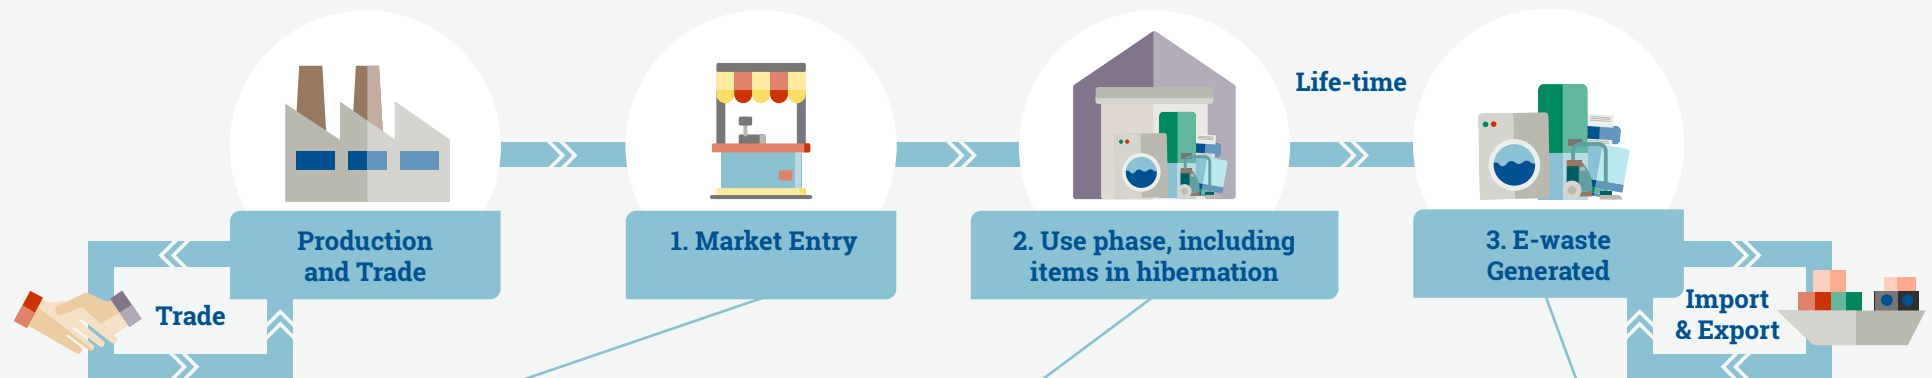 Life-time
Production
and Trade
1. Market Entry
2. Use phase, including
items in hibernation
3. E-waste
Generated
Trade
Import
& Export